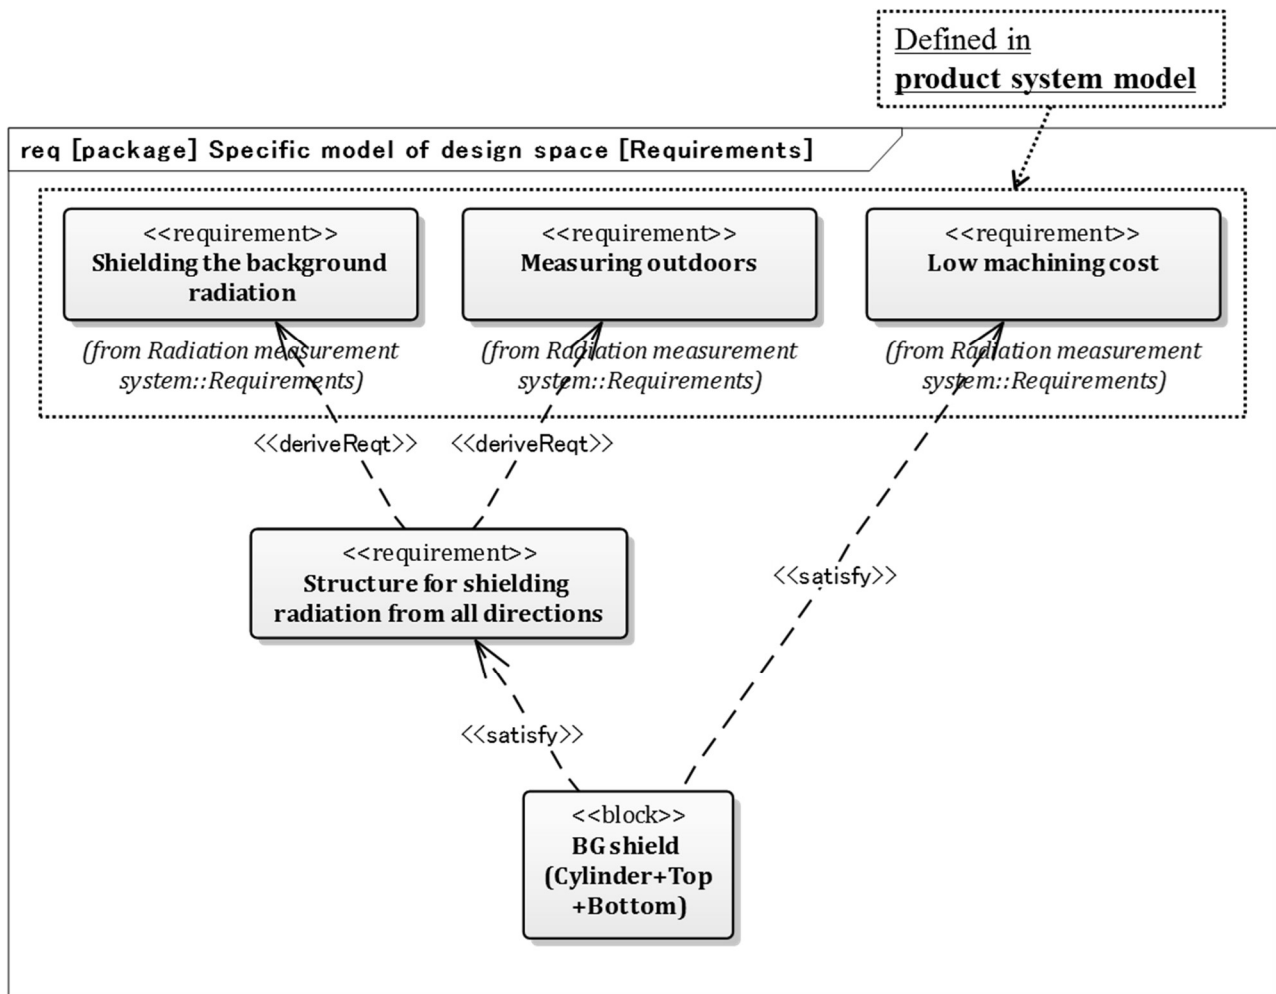 Defined in
product system model
req [package] Specific model of design space [Requirements]
<<requirement>>
Shielding the background
radiation
(from Radiation measurement
system::Requirements)
<<requirement>>
Measuring outdoors
(from Radiation measurement
system::Requirements)
<<requirement>>
Low machining cost
(from Radiation measurement
system::Requirements)
<<deriveReqt>>
<<deriveReqt>>
<<requirement>>
Structure for shielding
radiation from all directions
<<satisfy>>
<<satisfy>>
<<block>>
BG shield
(Cylinder+Top
+Bottom)